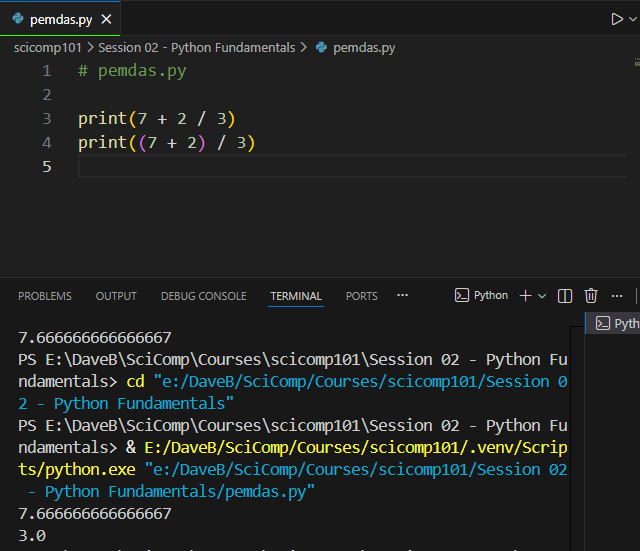 pemdas.py
scicomp101 > Session 02 - Python Fundamentals > pemdas.py
1 # pemdas.py
2
3 print(7 + 2 / 3)
4 print((7 + 2) / 3)
5
PROBLEMS OUTPUT DEBUG CONSOLE TERMINAL PORTS ··· Python
Pyth
7.666666666666667
PS E:\DaveB\SciComp\Courses\scicomp101\Session 02 - Python Fu
ndamentals> cd "e:/DaveB/SciComp/Courses/scicomp101/Session 0
2 - Python Fundamentals"
PS E:\DaveB\SciComp\Courses\scicomp101\Session 02 - Python Fu
ndamentals> & E:/DaveB/SciComp/Courses/scicomp101/.venv/Scrip
ts/python.exe "e:/DaveB/SciComp/Courses/scicomp101/Session 02
- Python Fundamentals/pemdas.py"
7.666666666666667
3.0